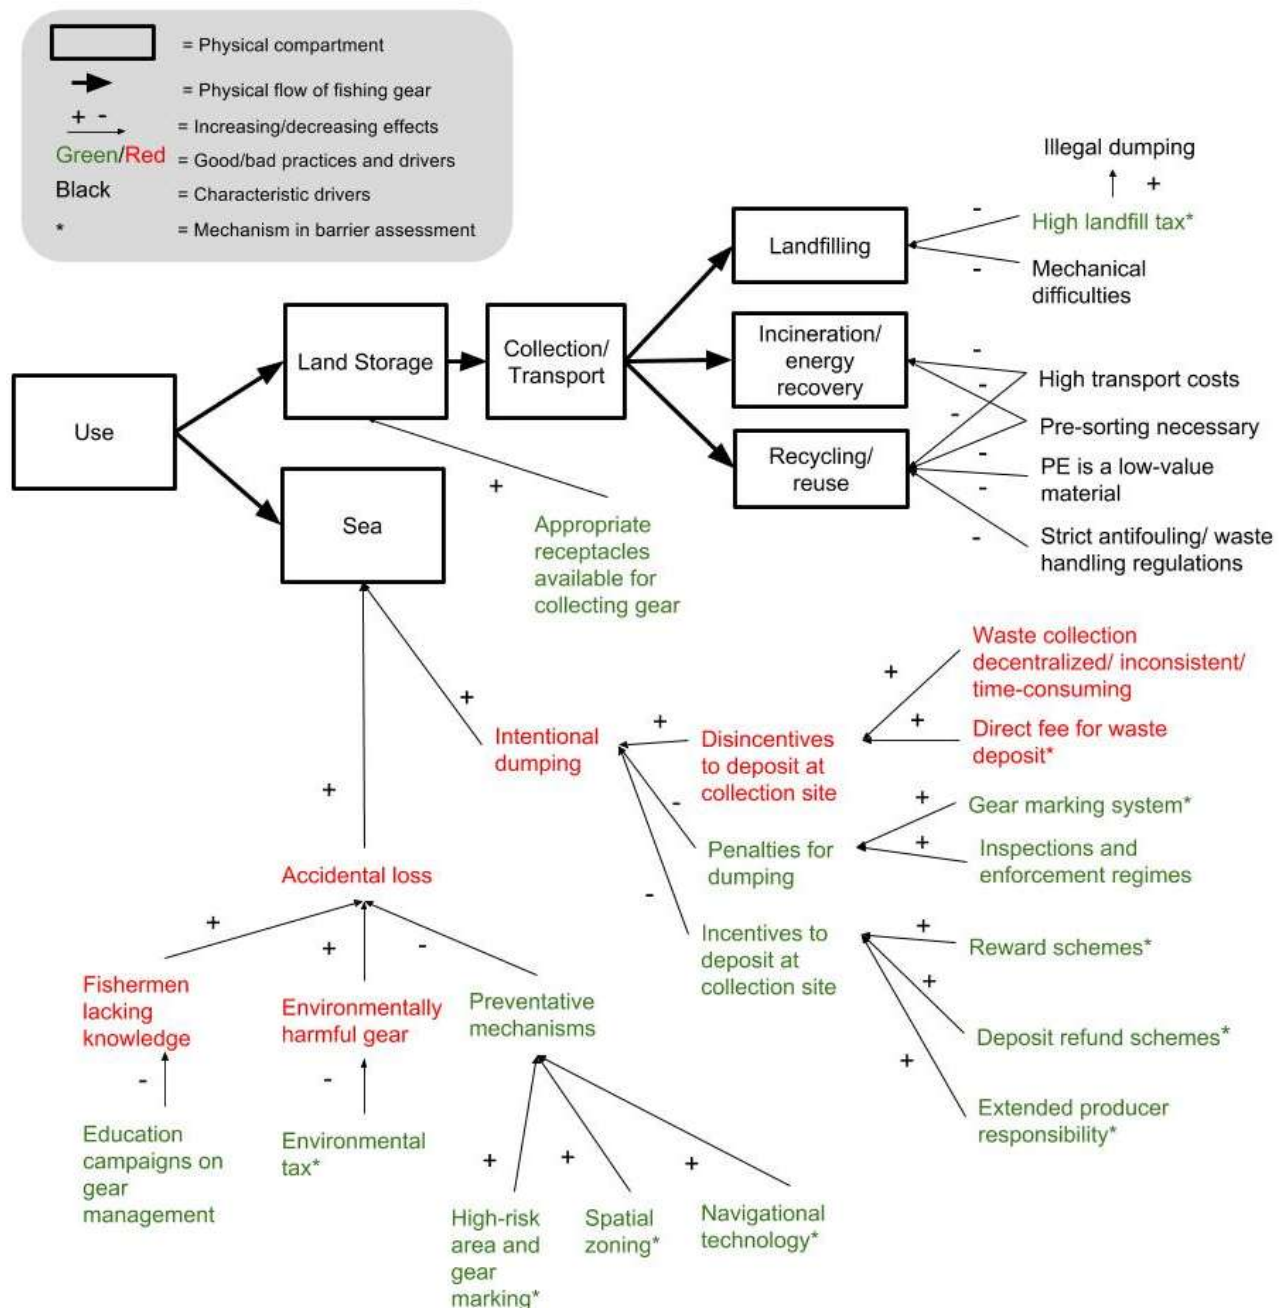 = Physical compartment
= Physical flow of fishing gear
+ -
= Increasing/decreasing effects
Green/Red = Good/bad practices and drivers
Black = Characteristic drivers
* = Mechanism in barrier assessment
Illegal dumping
+
-
High landfill tax*
Landfilling
-
Mechanical
difficulties
Use
Land Storage
Collection/
Transport
Incineration/
energy
recovery
-
-
High transport costs
-
Pre-sorting necessary
Recycling/
reuse
-
-
PE is a low-value
material
-
Strict antifouling/ waste
handling regulations
Sea
+
Appropriate
receptacles
available for
collecting gear
+
Intentional
dumping
+
Disincentives
to deposit at
collection site
+
Waste collection
decentralized/ inconsistent/
time-consuming
+
Direct fee for waste
deposit*
-
Penalties for
dumping
+
Gear marking system*
+
Inspections and
enforcement regimes
-
Incentives to
deposit at
collection site
+
Reward schemes*
+
Deposit refund schemes*
+
Extended producer
responsibility*
+
Accidental loss
+
Fishermen
lacking
knowledge
+
Environmentally
harmful gear
-
Preventative
mechanisms
-
Education
campaigns on
gear
management
-
Environmental
tax*
+
High-risk
area and
gear
marking*
+
Spatial
zoning*
+
Navigational
technology*